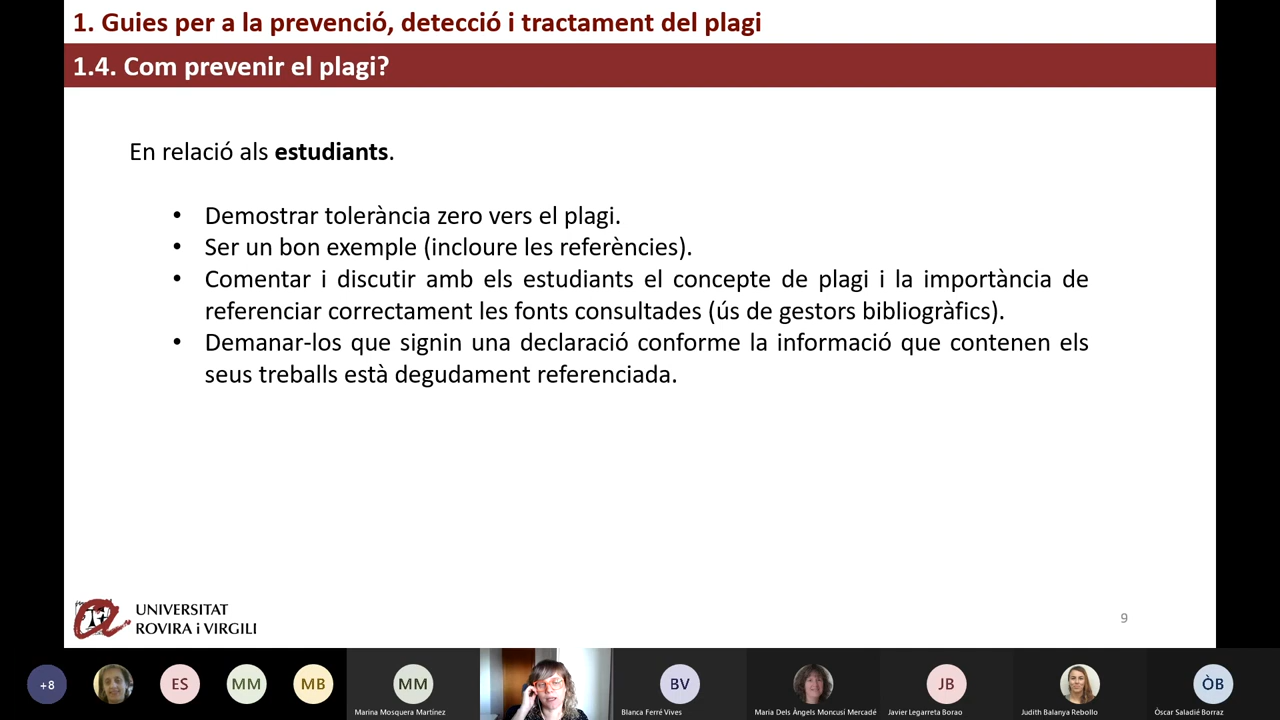 1. Guies per a la prevenció, detecció i tractament del plagi
1.4. Com prevenir el plagi?
En relació als estudiants.
• Demostrar tolerància zero vers el plagi.
• Ser un bon exemple (incloure les referències).
• Comentar i discutir amb els estudiants el concepte de plagi i la importància de
referenciar correctament les fonts consultades (ús de gestors bibliogràfics).
• Demanar-los que signin una declaració conforme la informació que contenen els
seus treballs està degudament referenciada.
UNIVERSITAT
ROVIRA i VIRGILI
9
+8
ES
MM
MB
MM
BV
JB
ÒB
Marina Mosquera Martínez
Blanca Ferré Vives
Maria Dels Àngels Moncusí Mercadé
Javier Legarreta Borao
Judith Balanya Rebollo
Òscar Saladié Borraz